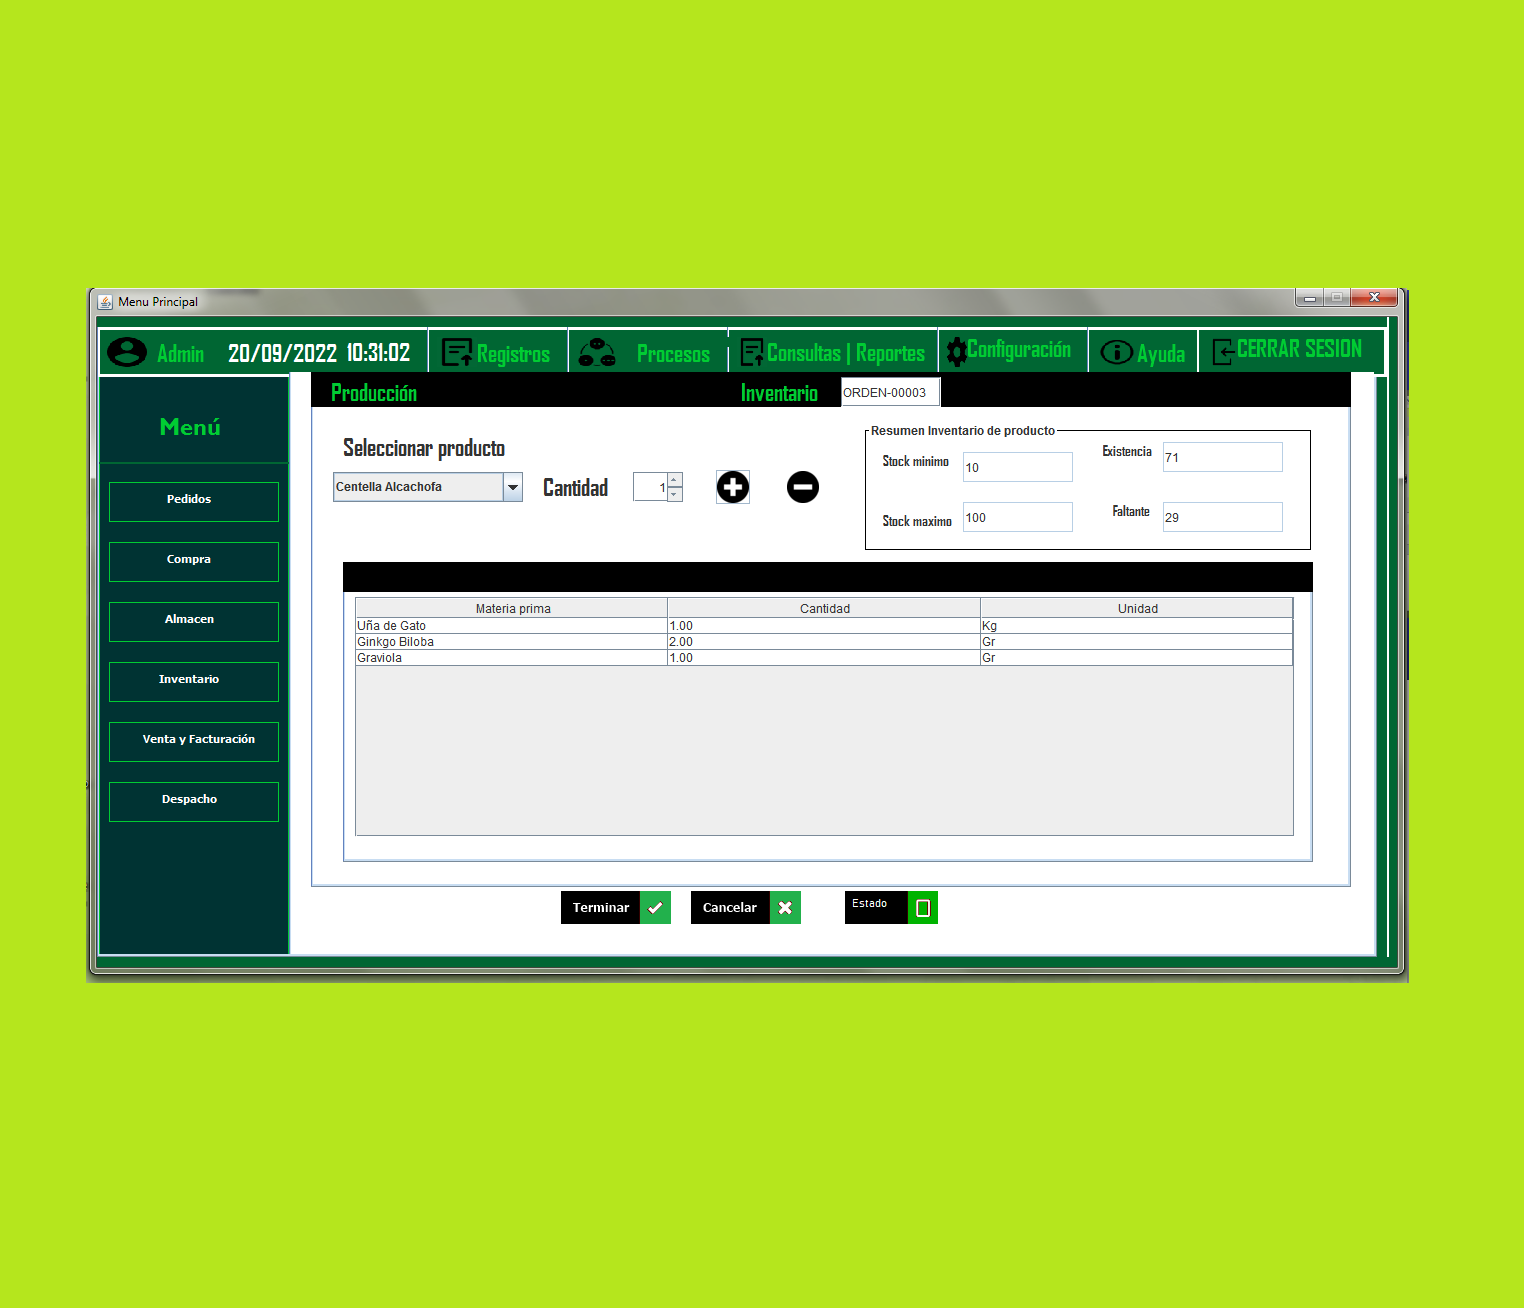 Menu Principal
Admin 20/09/2022 10:31:02 Registros Procesos Consultas | Reportes Configuración Ayuda CERRAR SESION
Producción Inventario ORDEN-00003
Menú
Pedidos
Compra
Almacen
Inventario
Venta y Facturación
Despacho
Seleccionar producto
Centella Alcachofa Cantidad 1
Resumen Inventario de producto
Stock minimo 10 Existencia 71
Stock maximo 100 Faltante 29
Materia prima Cantidad Unidad
Uña de Gato 1.00 Kg
Ginkgo Biloba 2.00 Gr
Graviola 1.00 Gr
Terminar Cancelar Estado